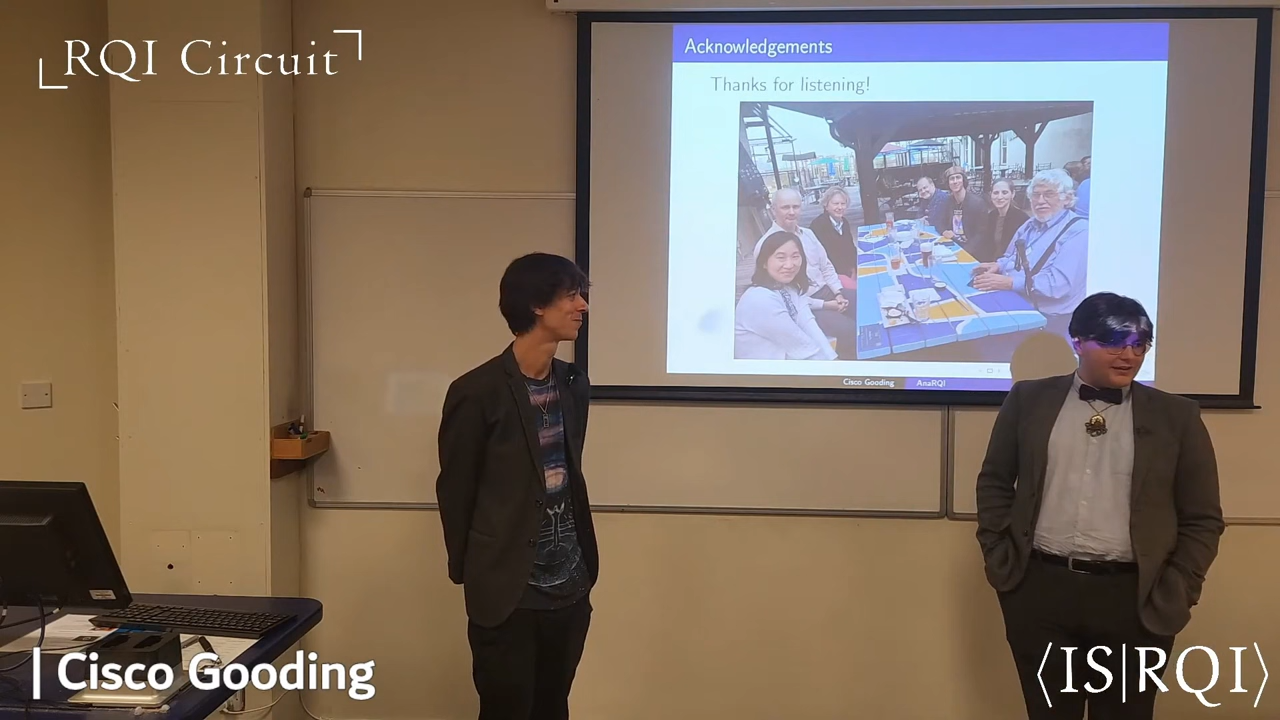 RQI Circuit
Acknowledgements
Thanks for listening!
Cisco Gooding AnaRQI
| Cisco Gooding
⟨IS|RQI⟩